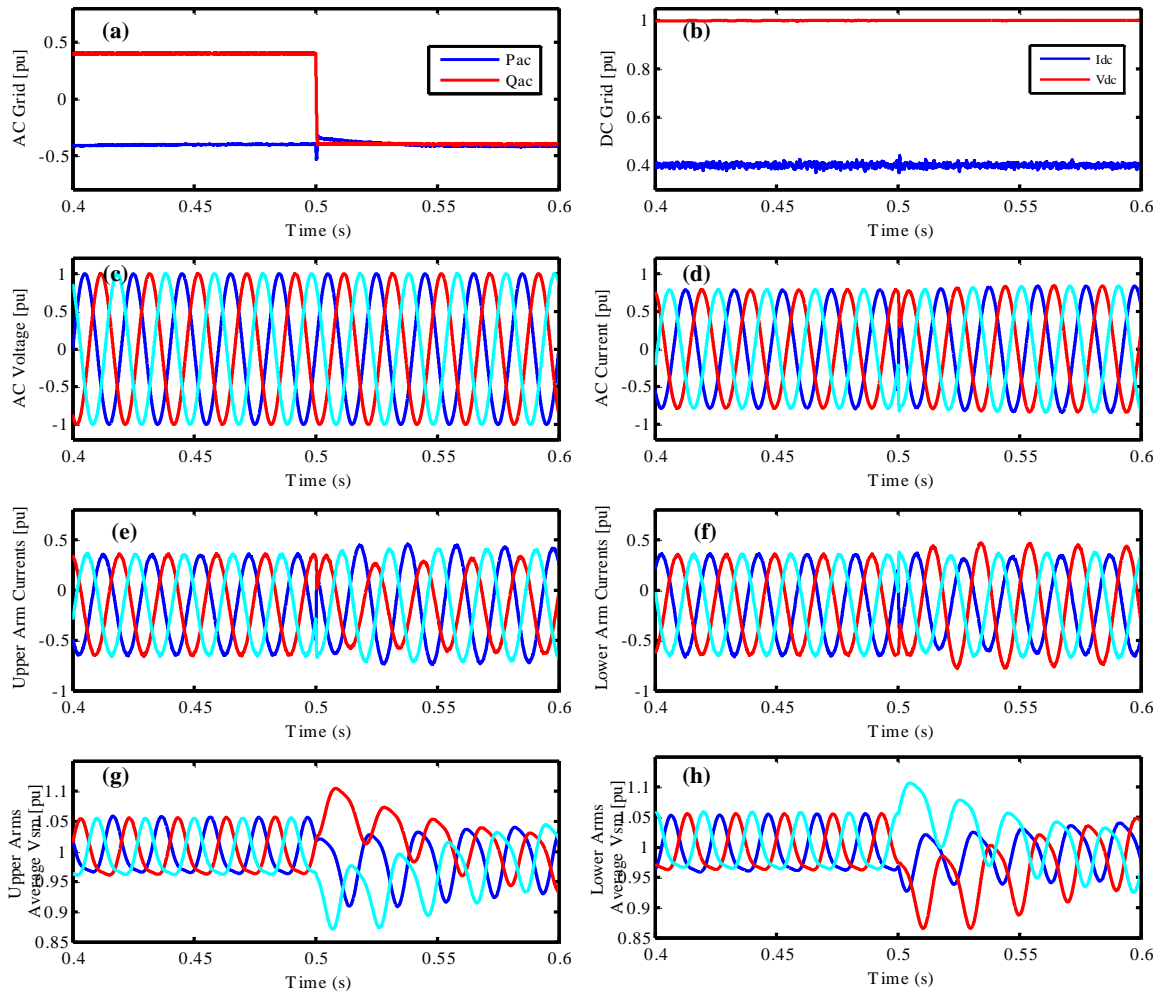 (a)
AC Grid [pu]
0.5
0
-0.5
Pac
Qac
0.4
0.45
0.5
0.55
0.6
Time (s)
(b)
DC Grid [pu]
1
0.8
0.6
0.4
Idc
Vdc
0.4
0.45
0.5
0.55
0.6
Time (s)
(c)
AC Voltage [pu]
1
0.5
0
-0.5
-1
0.4
0.45
0.5
0.55
0.6
Time (s)
(d)
AC Current [pu]
1
0.5
0
-0.5
-1
0.4
0.45
0.5
0.55
0.6
Time (s)
(e)
Upper Arm Currents [pu]
0.5
0
-0.5
-1
0.4
0.45
0.5
0.55
0.6
Time (s)
(f)
Lower Arm Currents [pu]
0.5
0
-0.5
-1
0.4
0.45
0.5
0.55
0.6
Time (s)
(g)
Upper Arms
Average Vsm [pu]
1.1
1.05
1
0.95
0.9
0.85
0.4
0.45
0.5
0.55
0.6
Time (s)
(h)
Lower Arms
Average Vsm [pu]
1.1
1.05
1
0.95
0.9
0.85
0.4
0.45
0.5
0.55
0.6
Time (s)